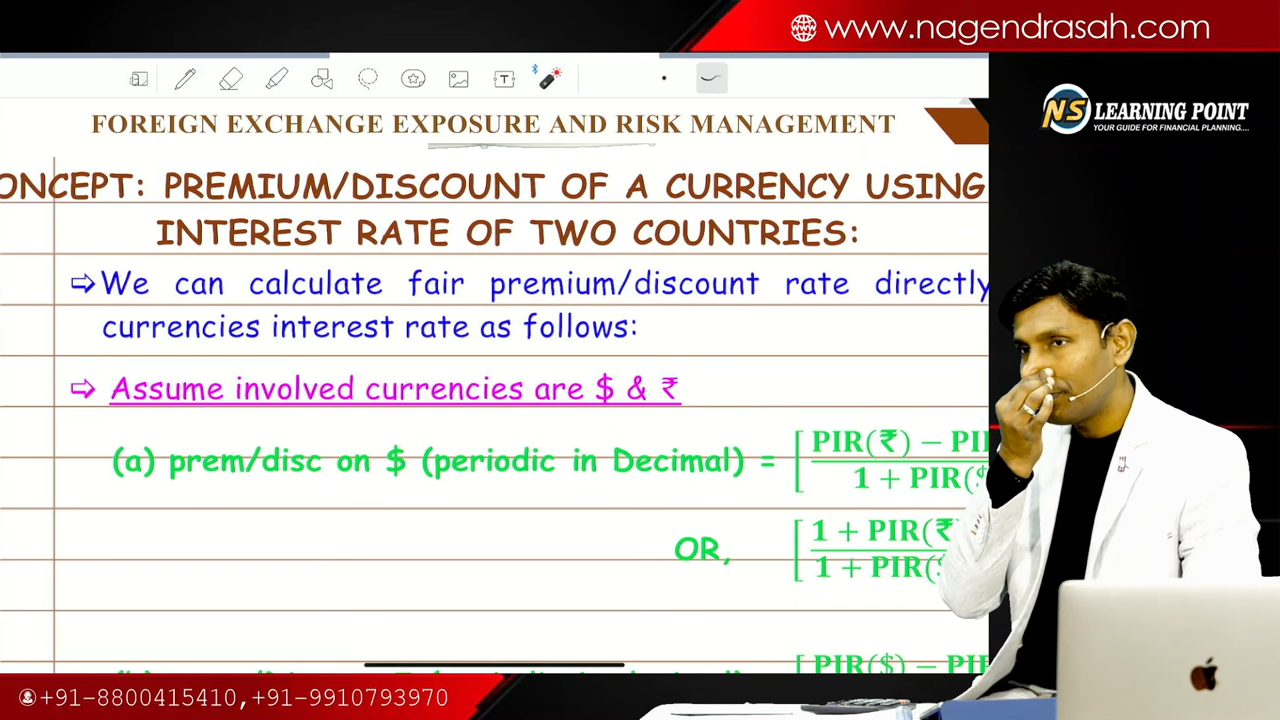 www.nagendrasah.com
NS LEARNING POINT
YOUR GUIDE FOR FINANCIAL PLANNING....
FOREIGN EXCHANGE EXPOSURE AND RISK MANAGEMENT
ONCEPT: PREMIUM/DISCOUNT OF A CURRENCY USING
INTEREST RATE OF TWO COUNTRIES:
⇨ We can calculate fair premium/discount rate directly
currencies interest rate as follows:
⇨ Assume involved currencies are $ & ₹
(a) prem/disc on $ (periodic in Decimal) = [
PIR(₹) − PI
1 + PIR($
OR, [
1 + PIR(₹
1 + PIR($
[ PIR($) − PI
+91-8800415410,+91-9910793970